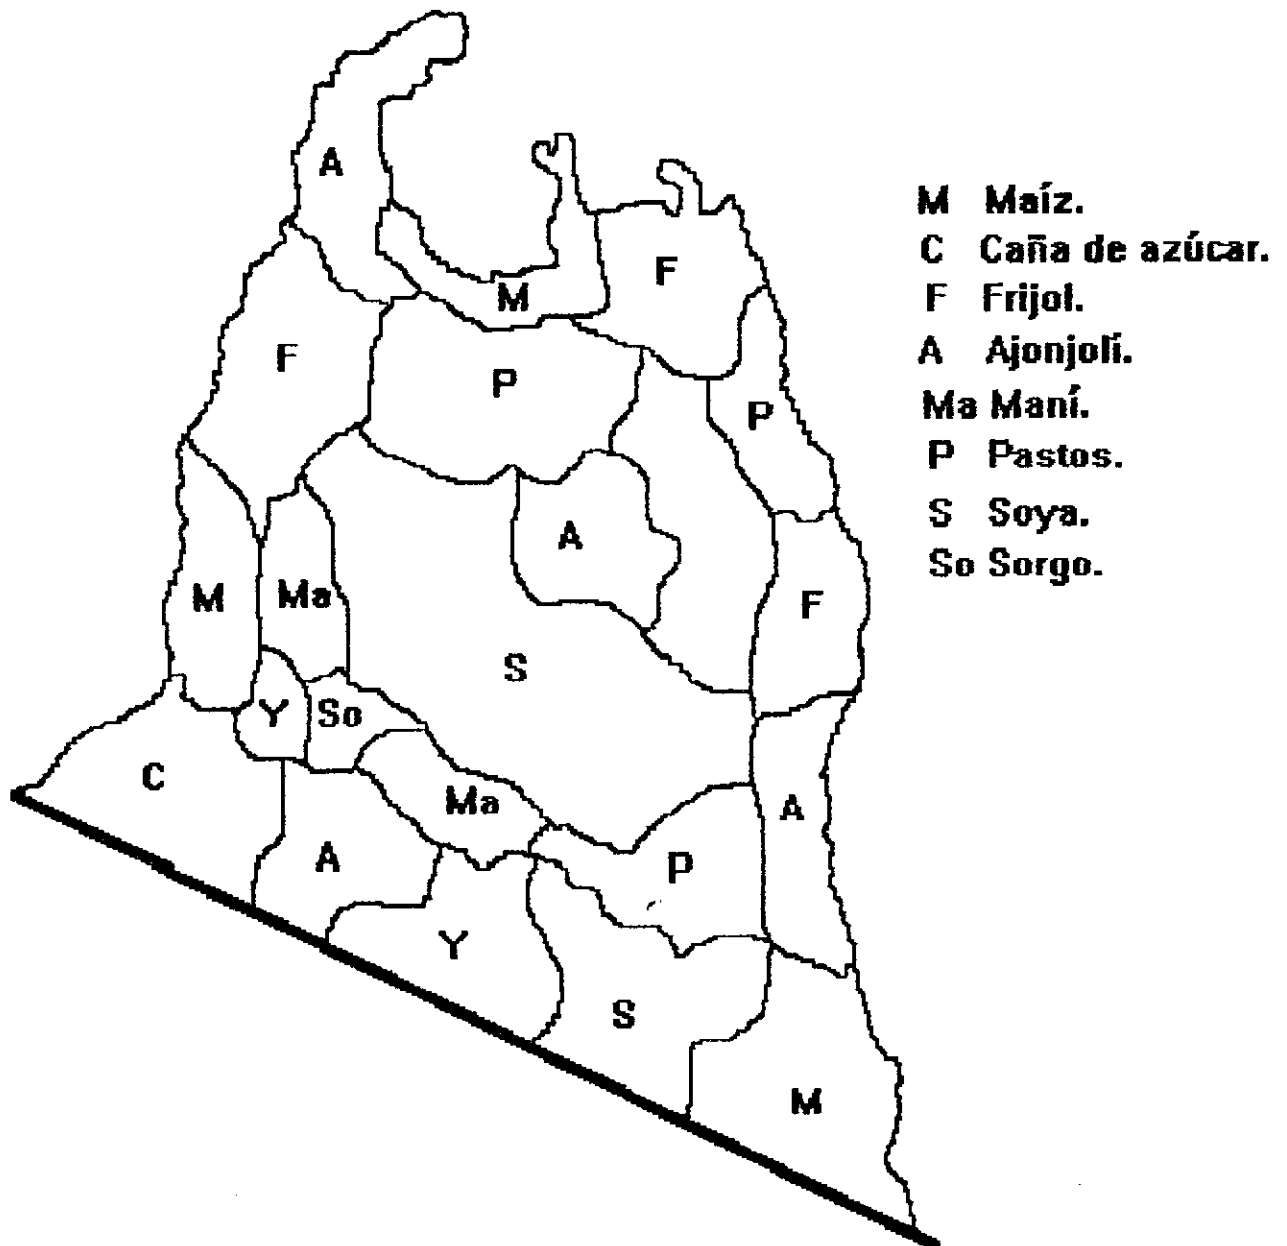 A
M
F
F
P
P
A
M
Ma
F
S
Y
So
C
Ma
A
A
P
Y
S
M
M Maíz.
C Caña de azúcar.
F Frijol.
A Ajonjolí.
Ma Maní.
P Pastos.
S Soya.
So Sorgo.